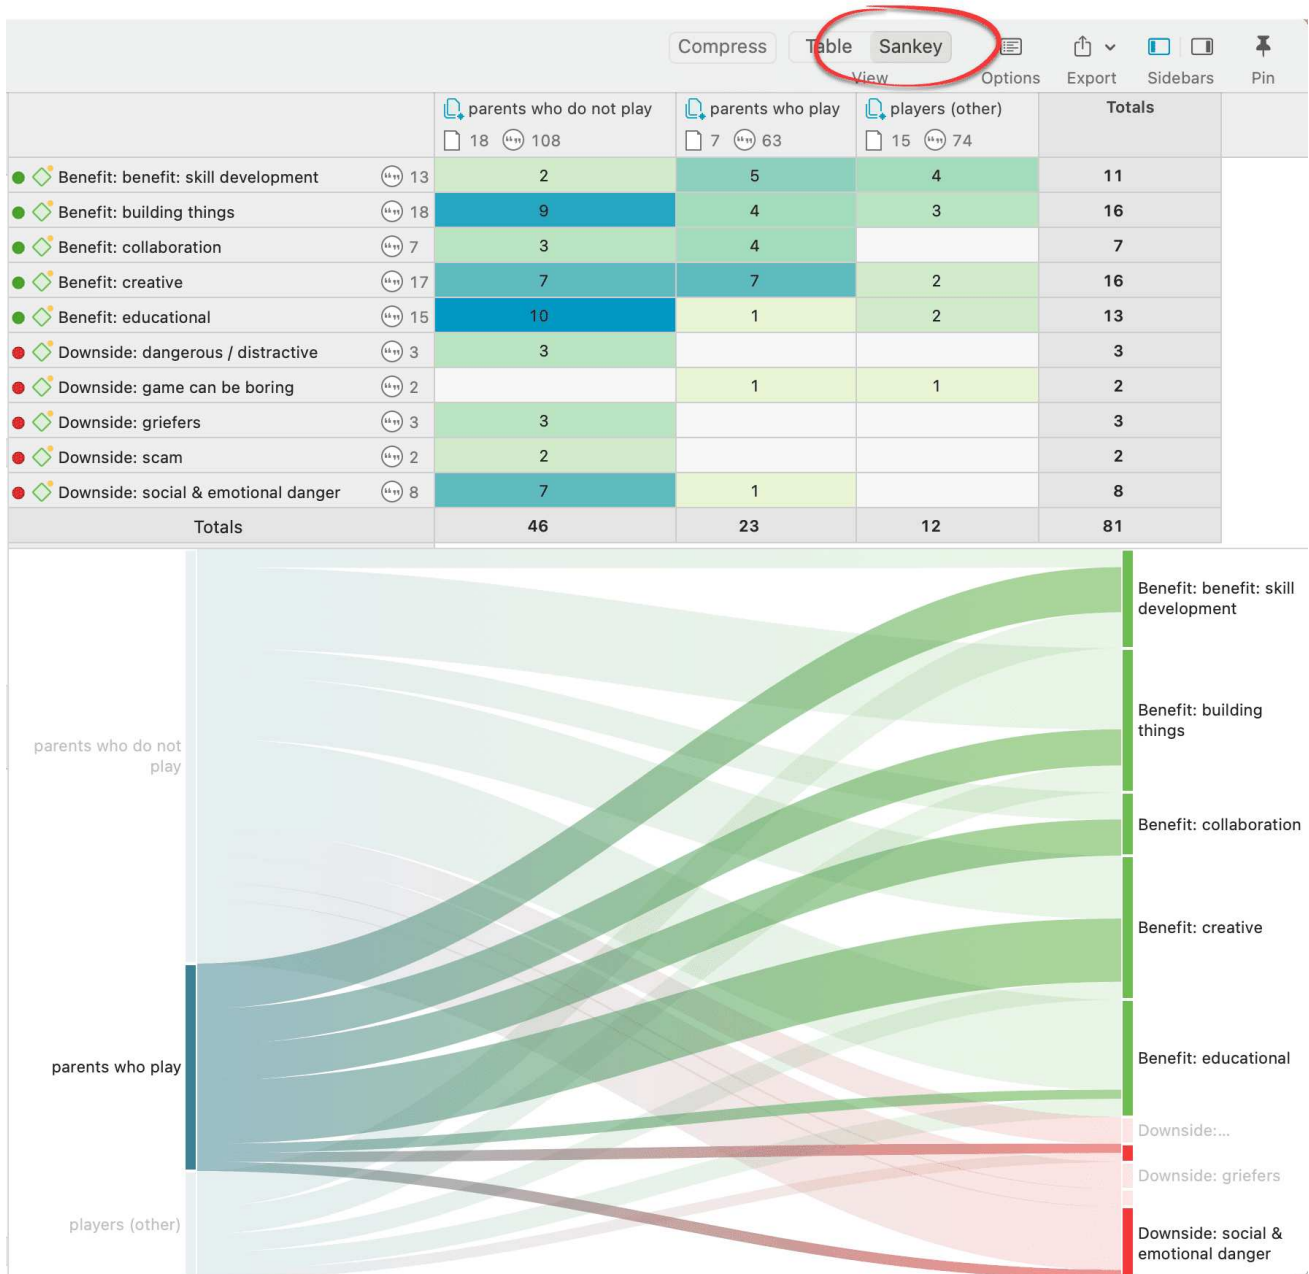 Compress Table Sankey
View Options Export Sidebars Pin
parents who do not play parents who play players (other) Totals
18 108 7 63 15 74
Benefit: benefit: skill development 13 2 5 4 11
Benefit: building things 18 9 4 3 16
Benefit: collaboration 7 3 4 7
Benefit: creative 17 7 7 2 16
Benefit: educational 15 10 1 2 13
Downside: dangerous / distractive 3 3 3
Downside: game can be boring 2 1 1 2
Downside: griefers 3 3 3
Downside: scam 2 2 2
Downside: social & emotional danger 8 7 1 8
Totals 46 23 12 81
Benefit: benefit: skill
development
Benefit: building
things
parents who do not
play
Benefit: collaboration
Benefit: creative
Benefit: educational
parents who play
Downside:...
Downside: griefers
players (other)
Downside: social &
emotional danger